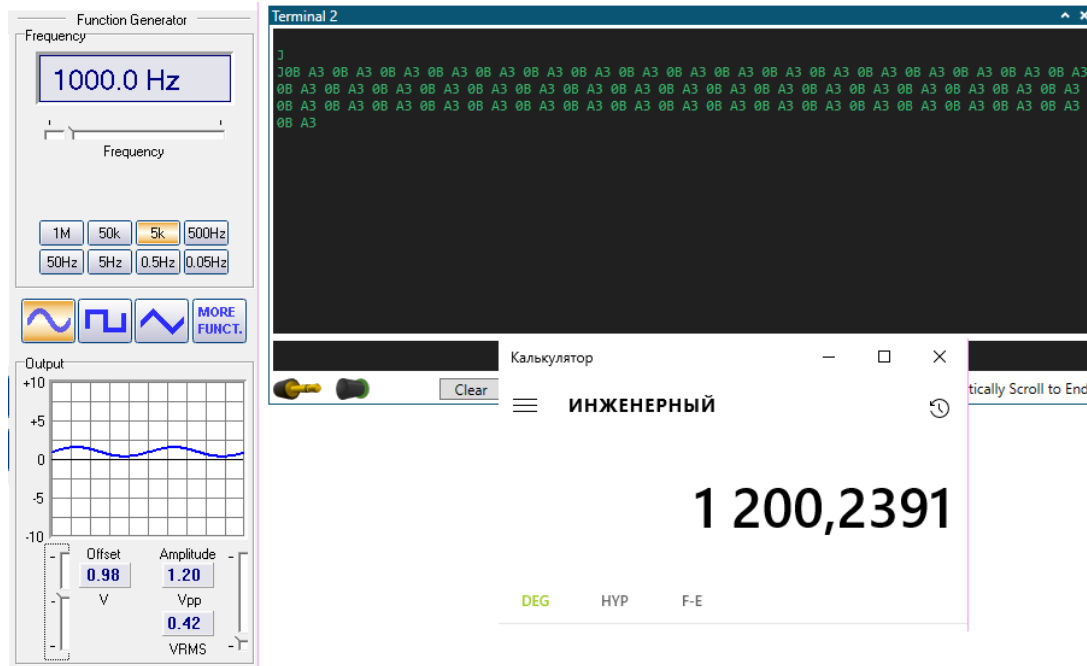 Function Generator
Frequency
1000.0 Hz
Frequency
1M 50k 5k 500Hz
50Hz 5Hz 0.5Hz 0.05Hz
MORE
FUNCT.
Output
+10
+5
0
-5
-10
Offset Amplitude
0.98 1.20
V Vpp
0.42
VRMS
Terminal 2
J
J0B A3 0B A3 0B A3 0B A3 0B A3 0B A3 0B A3 0B A3 0B A3 0B A3 0B A3 0B A3 0B A3 0B A3 0B A3 0B A3 0B A3
0B A3 0B A3 0B A3 0B A3 0B A3 0B A3 0B A3 0B A3 0B A3 0B A3 0B A3 0B A3 0B A3 0B A3 0B A3 0B A3 0B A3
0B A3 0B A3 0B A3 0B A3 0B A3 0B A3 0B A3 0B A3 0B A3 0B A3 0B A3 0B A3 0B A3 0B A3 0B A3 0B A3 0B A3
0B A3
Clear
tically Scroll to End
Калькулятор
ИНЖЕНЕРНЫЙ
1 200,2391
DEG HYP F-E